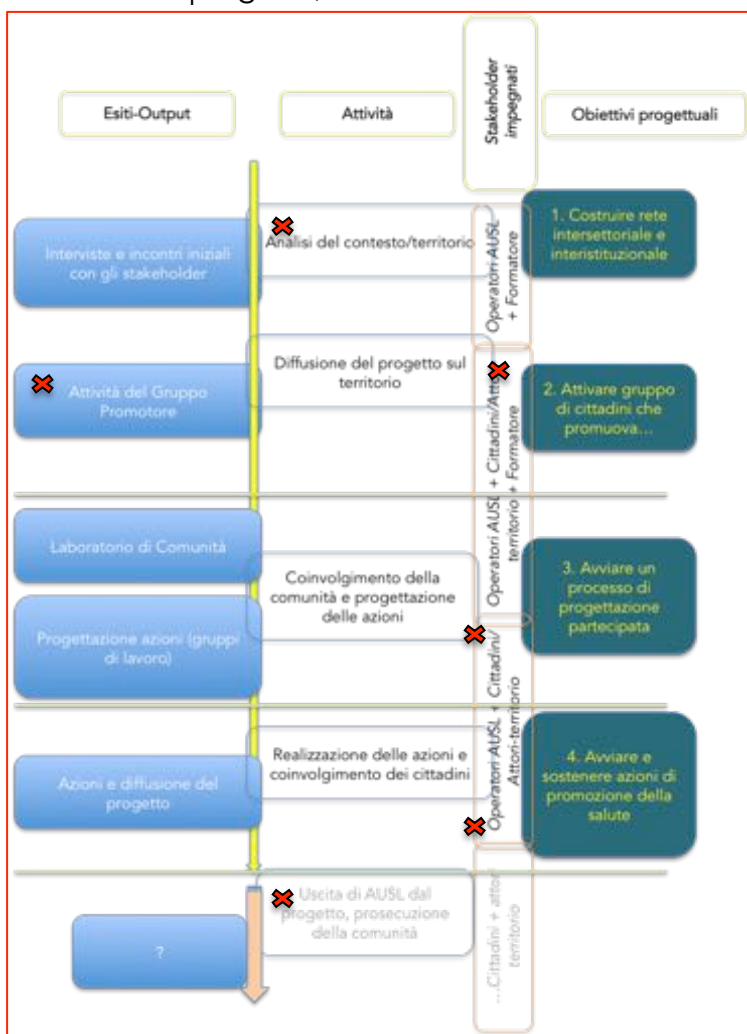 Esiti-Output
Attività
Stakeholder
impegnati
Obiettivi progettuali
Interviste e incontri iniziali
con gli stakeholder
Analisi del contesto/territorio
Operatori AUSL
+ Formatore
1. Costruire rete
intersettoriale e
interistituzionale
Attività del Gruppo
Promotore
Diffusione del progetto sul
territorio
Operatori AUSL + Cittadini/Attori
territorio + Formatore
2. Attivare gruppo
di cittadini che
promuova...
Laboratorio di Comunità
Progettazione azioni (gruppi
di lavoro)
Coinvolgimento della
comunità e progettazione
delle azioni
3. Avviare un
processo di
progettazione
partecipata
Azioni e diffusione del
progetto
Realizzazione delle azioni e
coinvolgimento dei cittadini
Operatori AUSL + Cittadini/
Attori-territorio
4. Avviare e
sostenere azioni di
promozione della
salute
?
Uscita di AUSL dal
progetto, prosecuzione
della comunità
...Cittadini + attori
territorio